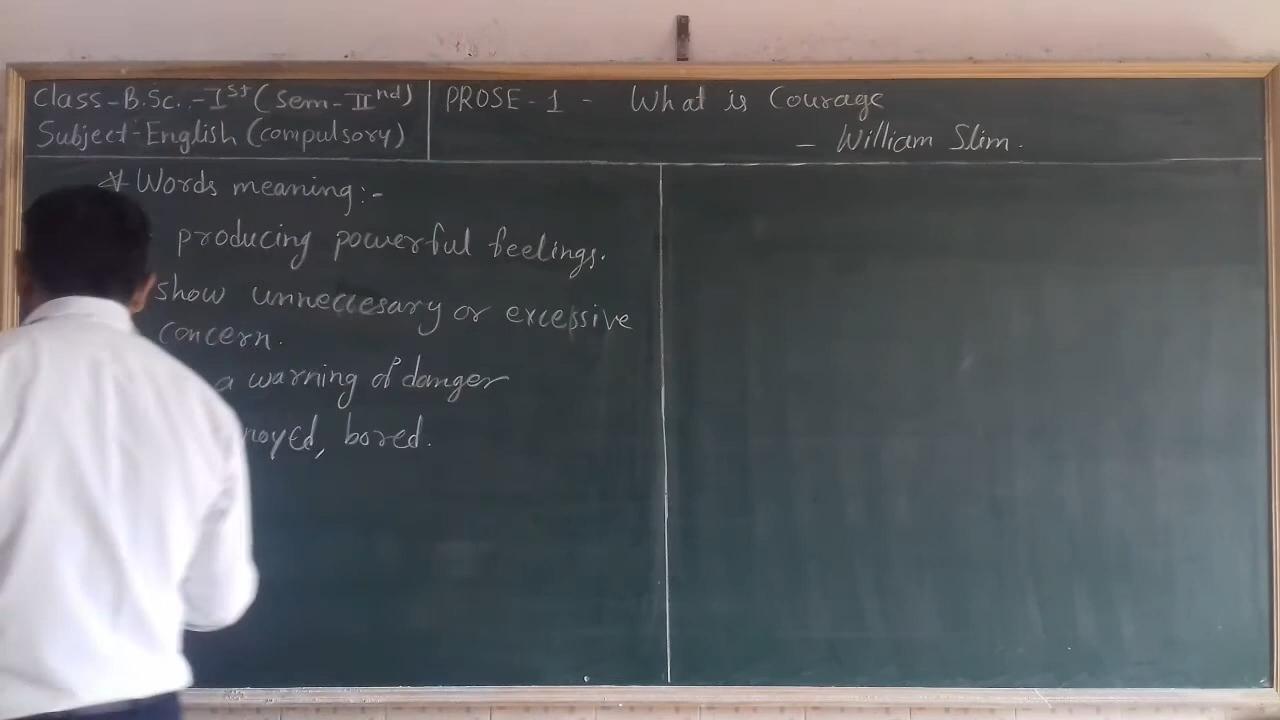 Class-B.Sc.-Ist (Sem-IInd)
Subject-English (compulsory)
PROSE-1- What is Courage
- William Slim.
* Words meaning:-
producing powerful feelings.
show unneccesary or excessive
concern.
a warning of danger
bored.